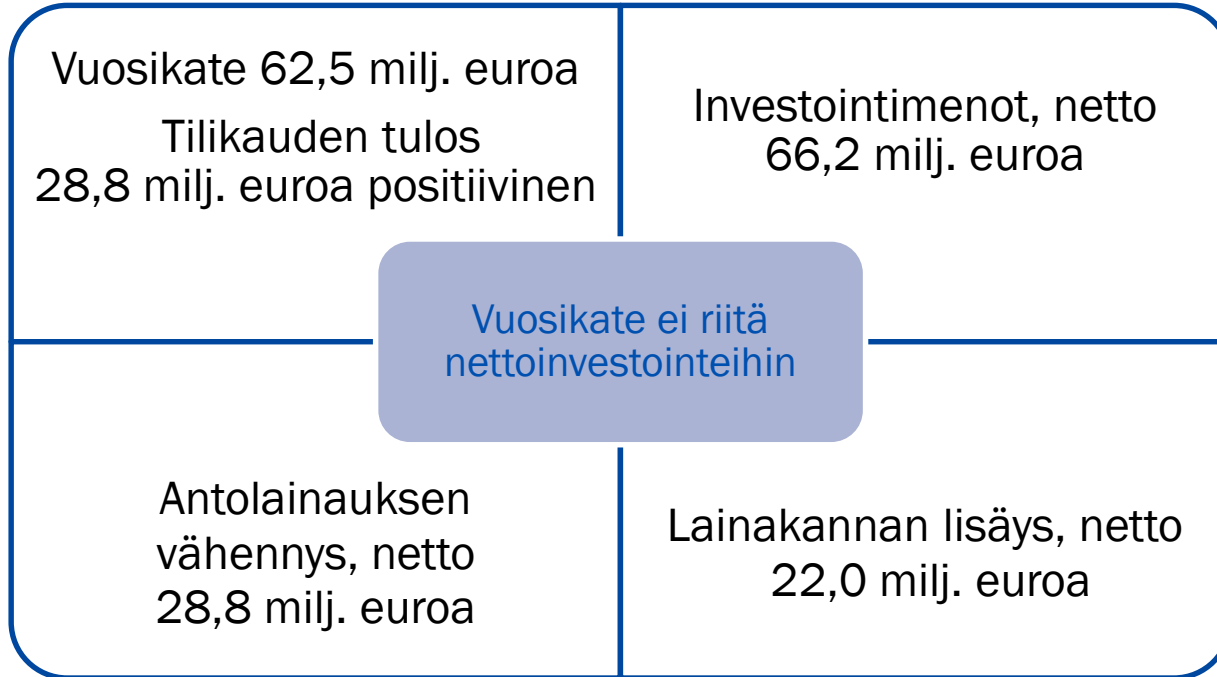 Vuosikate 62,5 milj. euroa
Tilikauden tulos
28,8 milj. euroa positiivinen
Investointimenot, netto
66,2 milj. euroa
Vuosikate ei riitä
nettoinvestointeihin
Antolainauksen
vähennys, netto
28,8 milj. euroa
Lainakannan lisäys, netto
22,0 milj. euroa